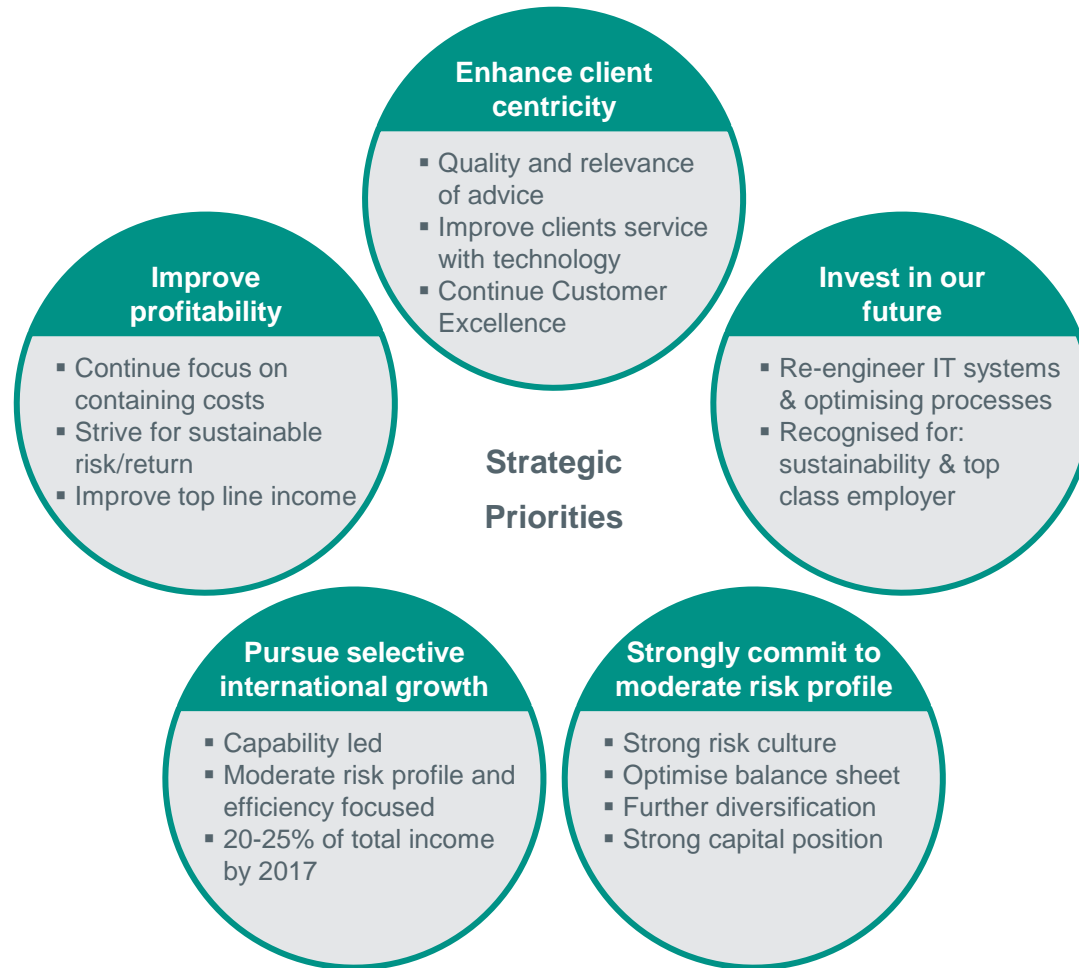 Enhance client
centricity
▪ Quality and relevance
of advice
▪ Improve clients service
with technology
▪ Continue Customer
Excellence
Improve
profitability
▪ Continue focus on
containing costs
▪ Strive for sustainable
risk/return
▪ Improve top line income
Invest in our
future
▪ Re-engineer IT systems
& optimising processes
▪ Recognised for:
sustainability & top
class employer
Strategic
Priorities
Pursue selective
international growth
▪ Capability led
▪ Moderate risk profile and
efficiency focused
▪ 20-25% of total income
by 2017
Strongly commit to
moderate risk profile
▪ Strong risk culture
▪ Optimise balance sheet
▪ Further diversification
▪ Strong capital position